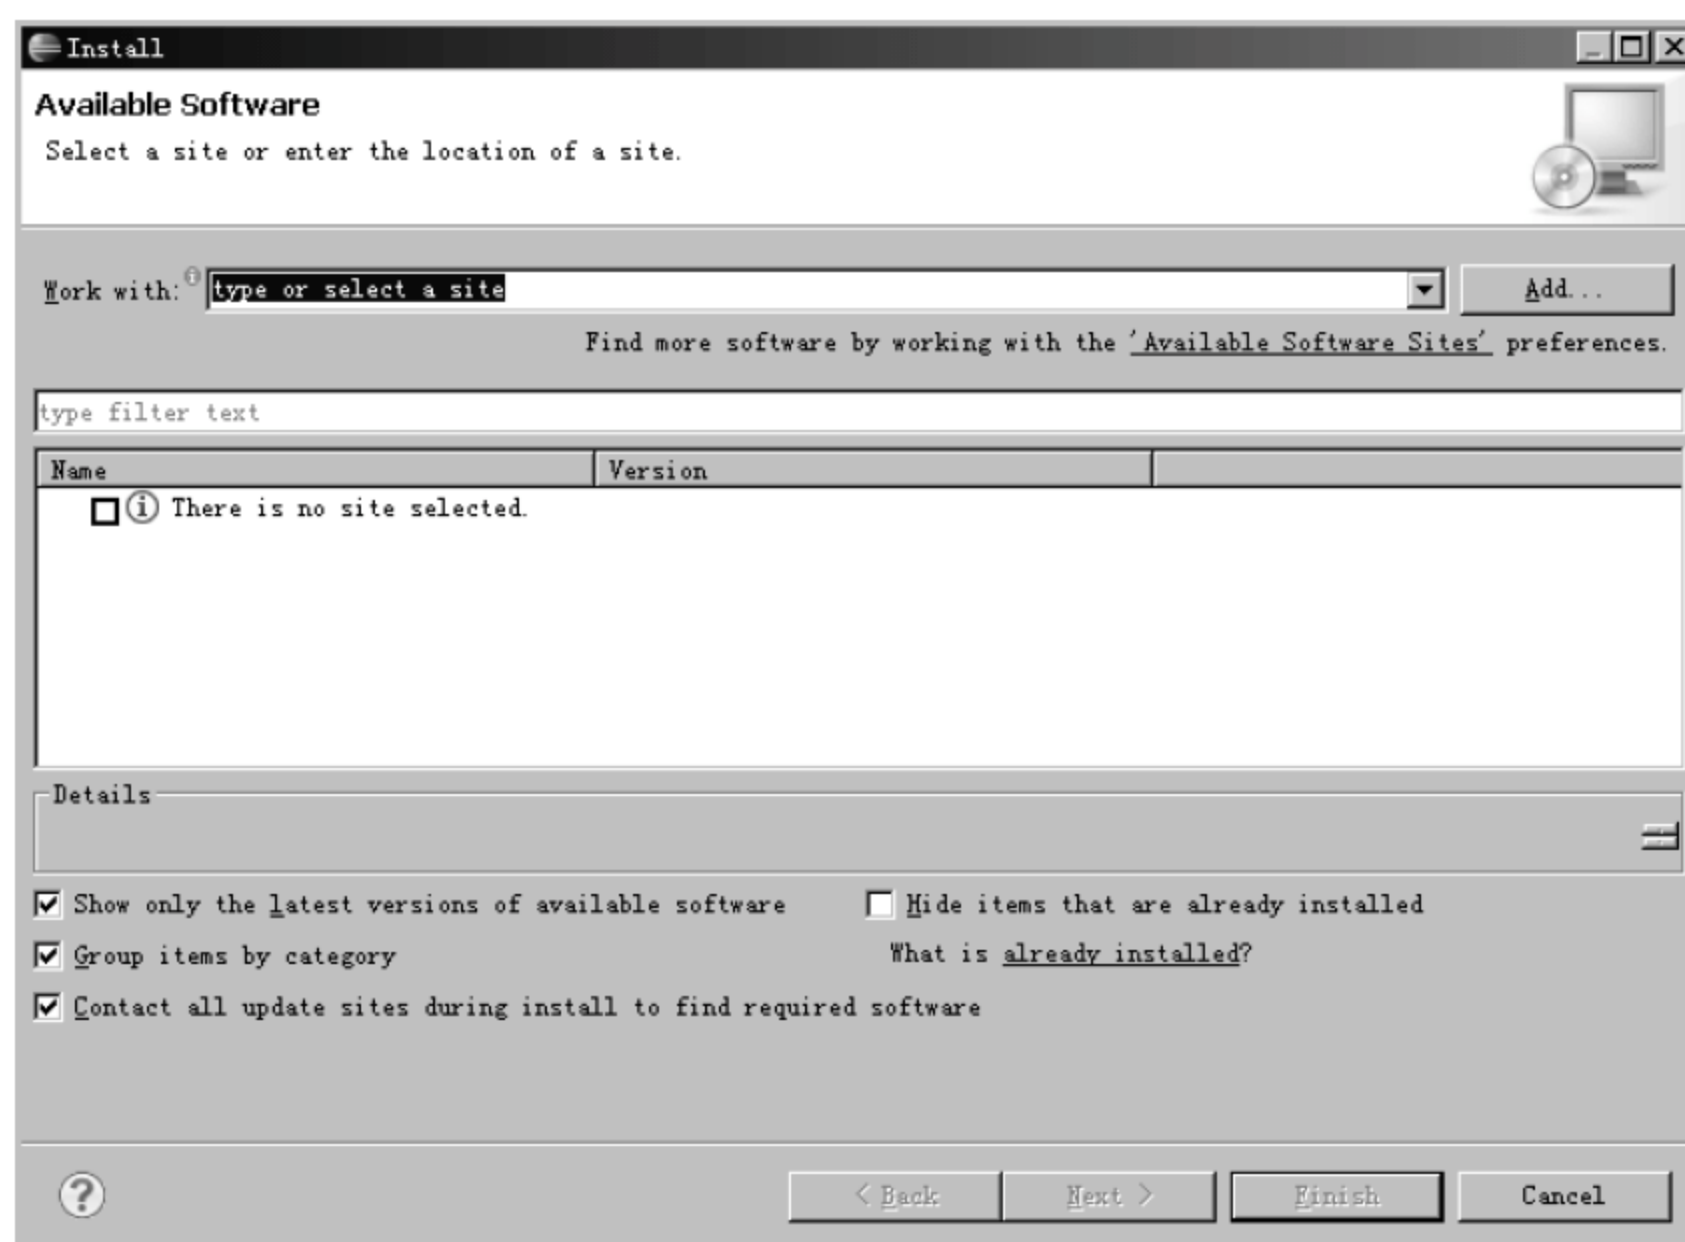 Install
Available Software
Select a site or enter the location of a site.
Work with: type or select a site Add...
Find more software by working with the 'Available Software Sites' preferences.
type filter text
Name Version
There is no site selected.
Details
Show only the latest versions of available software Hide items that are already installed
Group items by category What is already installed?
Contact all update sites during install to find required software
< Back Next > Finish Cancel